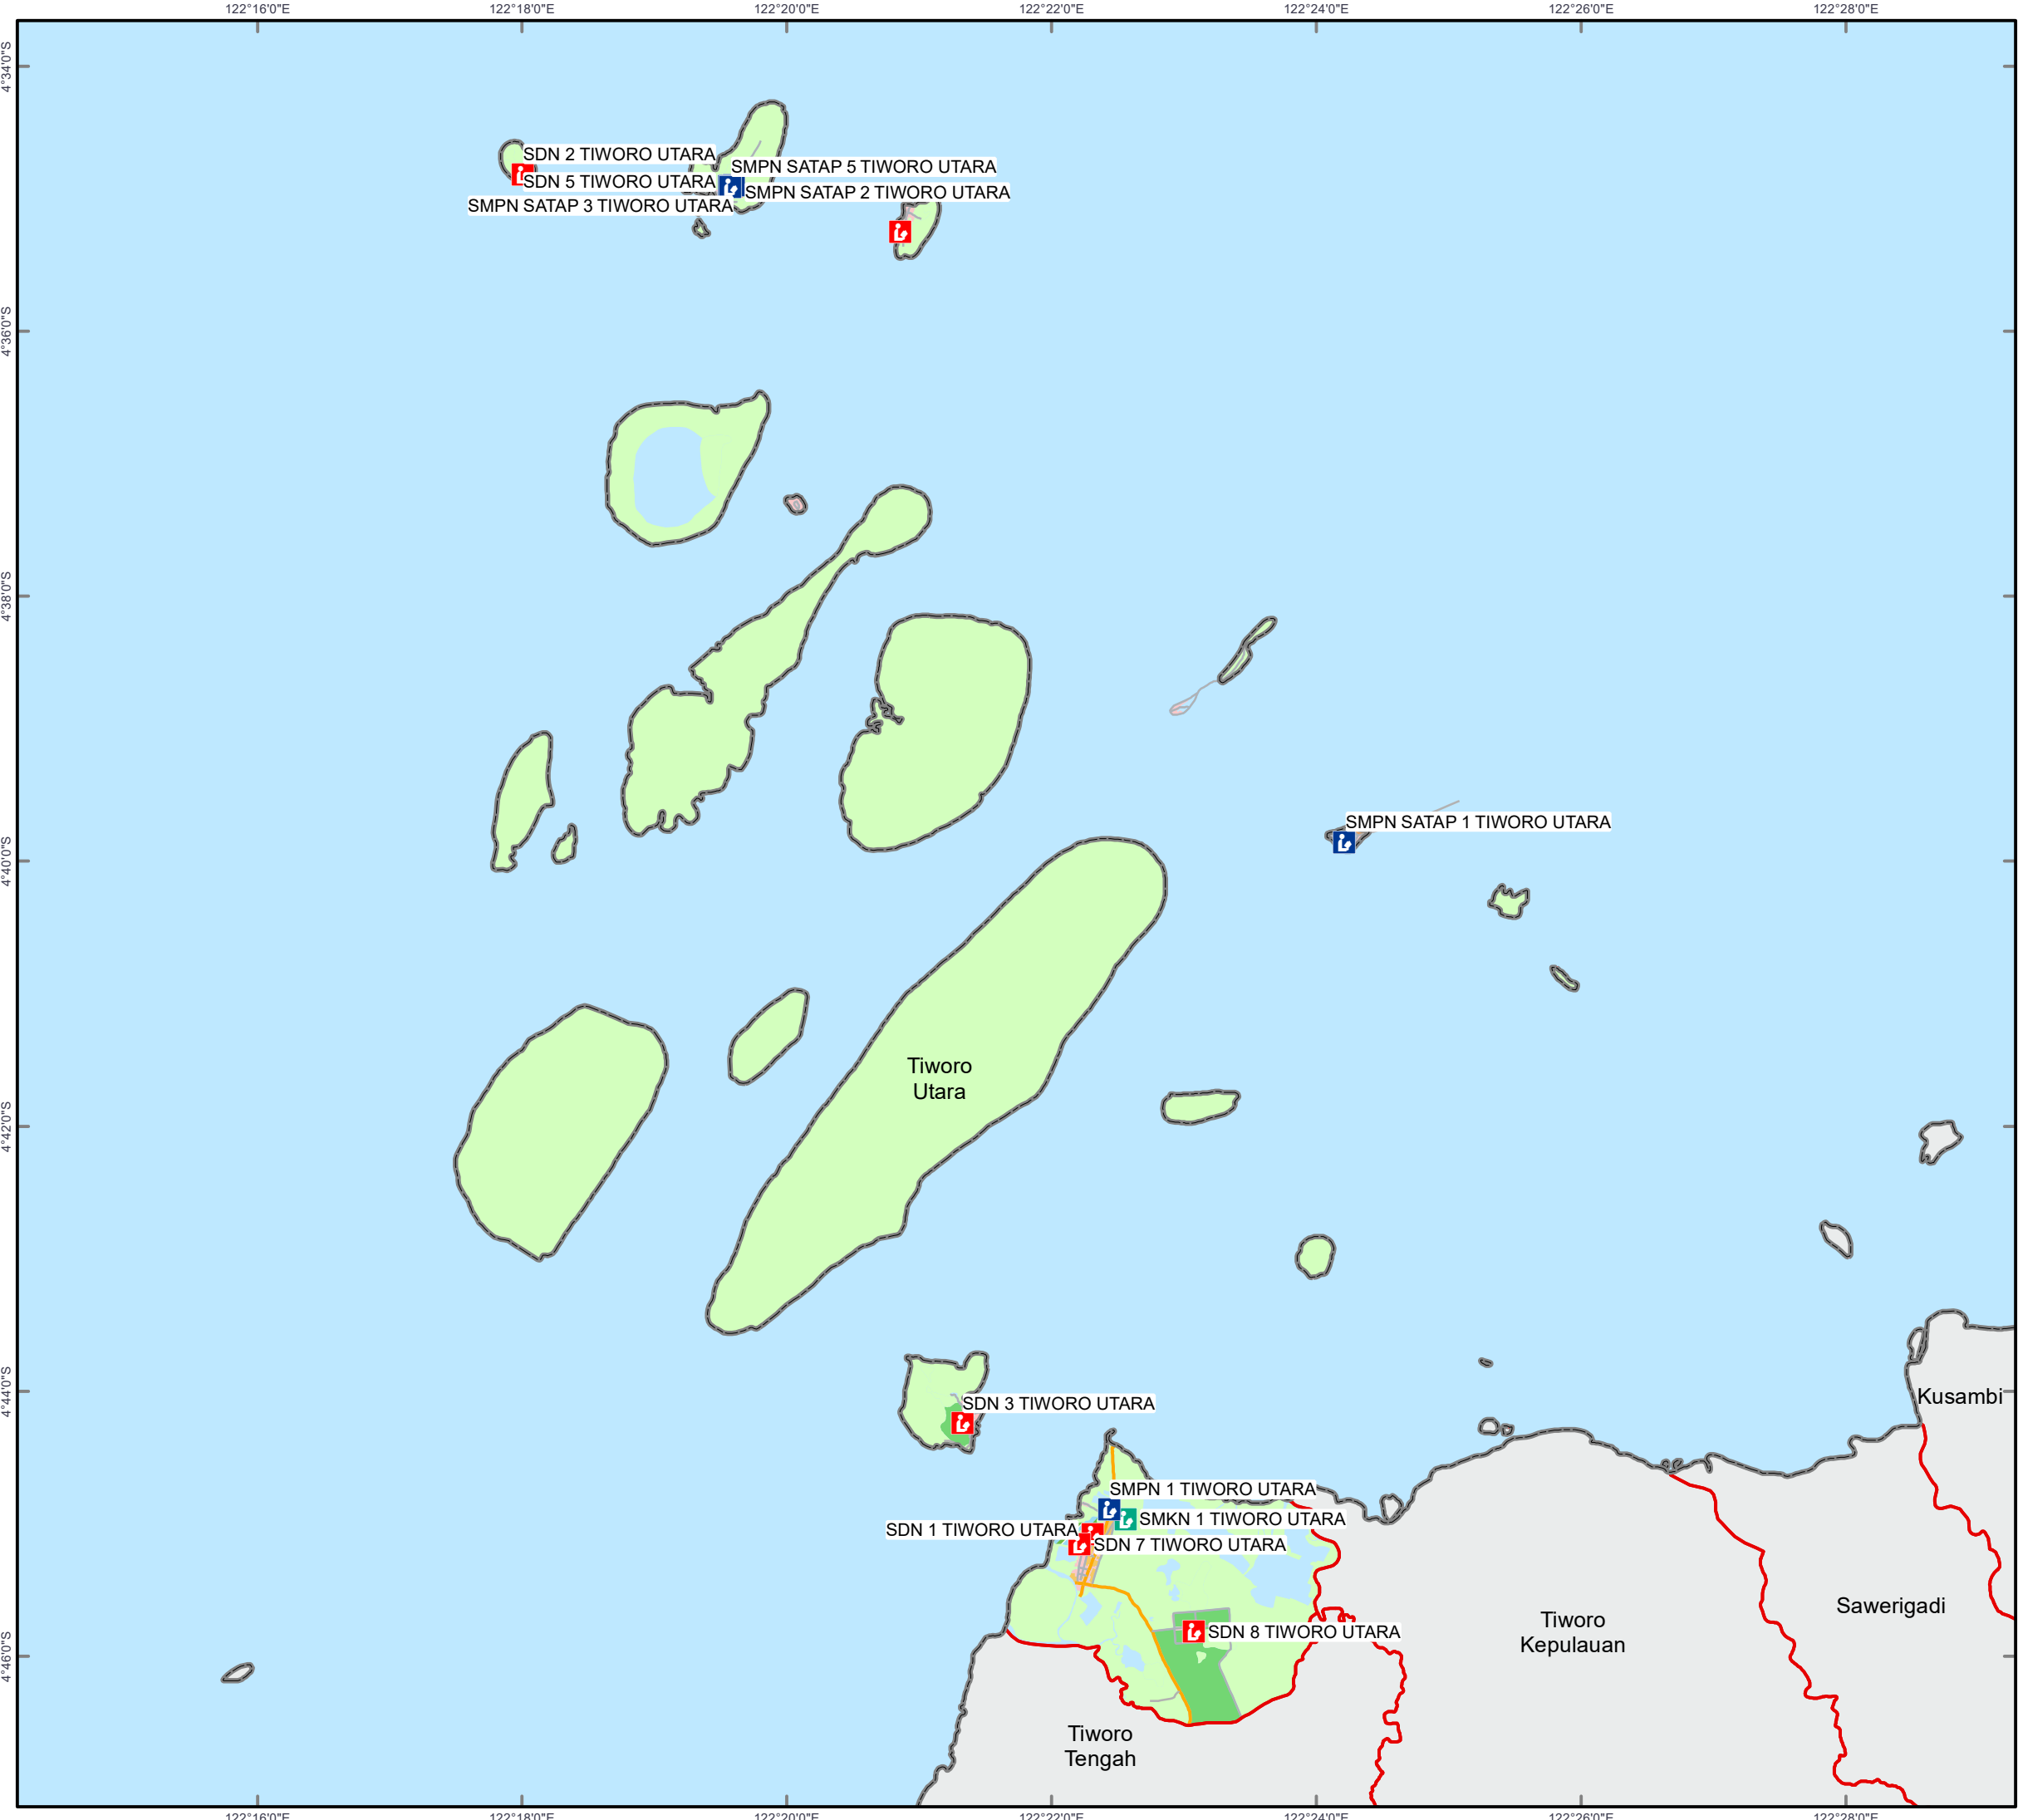 122°16'0"E 122°18'0"E 122°20'0"E 122°22'0"E 122°24'0"E 122°26'0"E 122°28'0"E
4°34'0"S
SDN 2 TIWORO UTARA
SMPN SATAP 5 TIWORO UTARA
SDN 5 TIWORO UTARA
SMPN SATAP 2 TIWORO UTARA
SMPN SATAP 3 TIWORO UTARA
4°36'0"S
4°38'0"S
SMPN SATAP 1 TIWORO UTARA
4°40'0"S
Tiworo
Utara
4°42'0"S
4°44'0"S
Kusambi
SDN 3 TIWORO UTARA
SMPN 1 TIWORO UTARA
SMKN 1 TIWORO UTARA
SDN 1 TIWORO UTARA
SDN 7 TIWORO UTARA
Sawerigadi
Tiworo
Kepulauan
SDN 8 TIWORO UTARA
4°46'0"S
Tiworo
Tengah
122°16'0"E 122°18'0"E 122°20'0"E 122°22'0"E 122°24'0"E 122°26'0"E 122°28'0"E